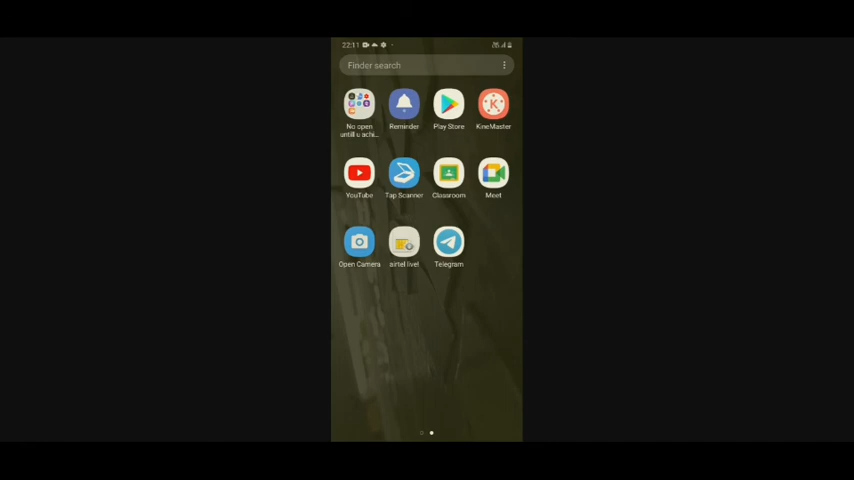 22:11
Finder search
No open
untill u achi...
Reminder
Play Store
KineMaster
YouTube
Tap Scanner
Classroom
Meet
Open Camera
airtel live!
Telegram